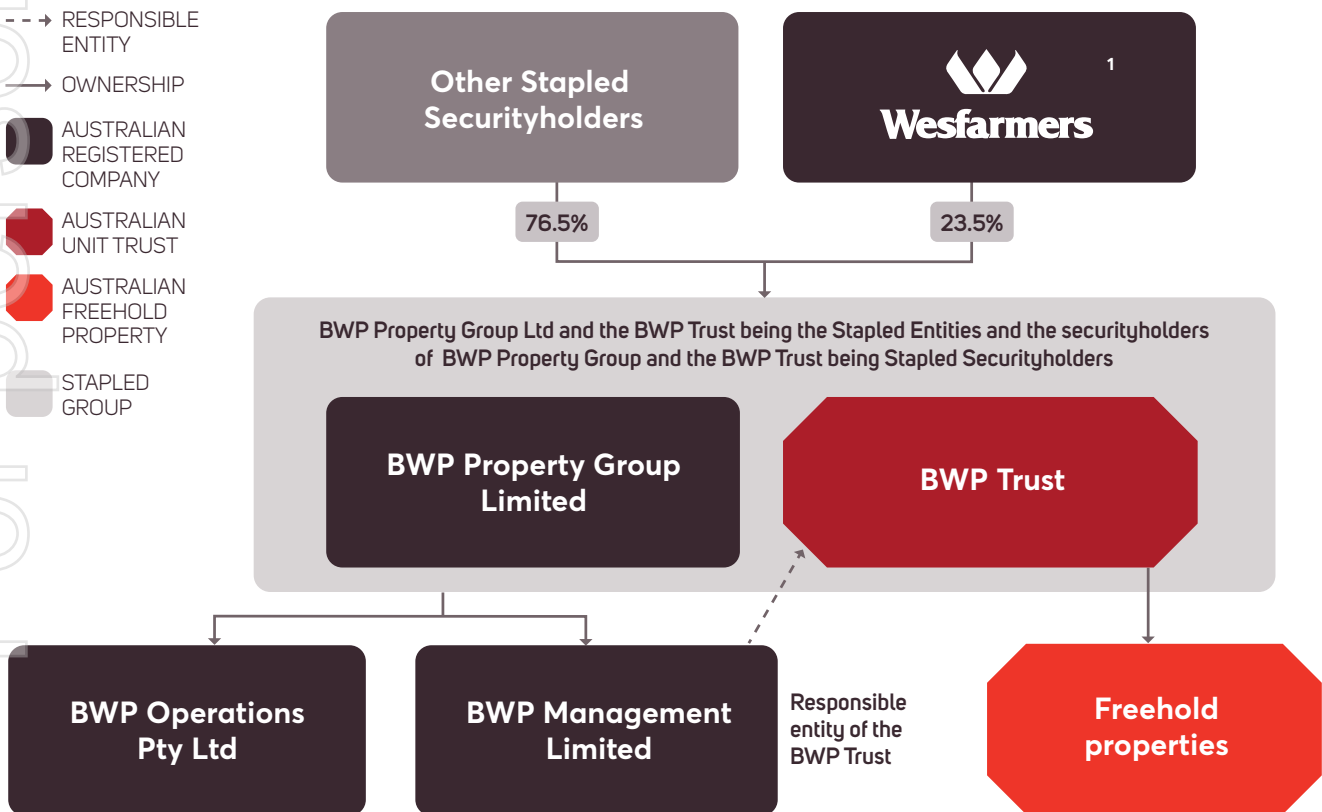 RESPONSIBLE
ENTITY
OWNERSHIP
AUSTRALIAN
REGISTERED
COMPANY
AUSTRALIAN
UNIT TRUST
AUSTRALIAN
FREEHOLD
PROPERTY
STAPLED
GROUP
Other Stapled
Securityholders
1
Wesfarmers
76.5%
23.5%
BWP Property Group Ltd and the BWP Trust being the Stapled Entities and the securityholders
of BWP Property Group and the BWP Trust being Stapled Securityholders
BWP Property Group
Limited
BWP Trust
BWP Operations
Pty Ltd
BWP Management
Limited
Responsible
entity of the
BWP Trust
Freehold
properties